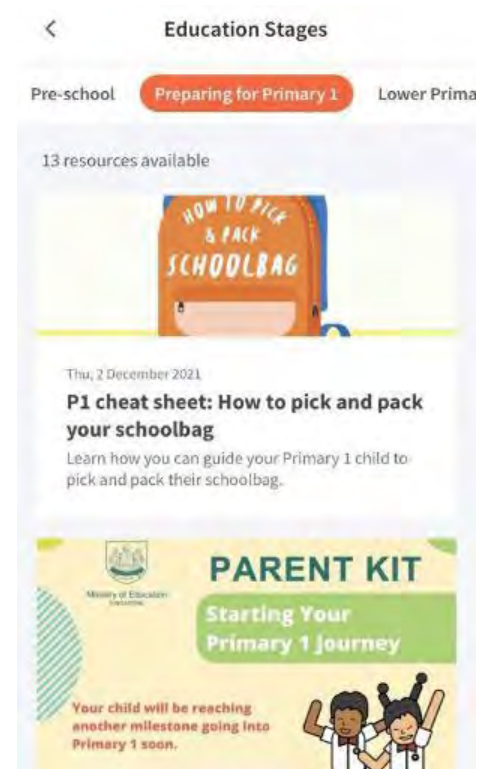 Education Stages
Pre-school Preparing for Primary 1 Lower Prima
13 resources available
HOW TO PICK
& PACK
SCHOOLBAG
Thu, 2 December 2021
P1 cheat sheet: How to pick and pack
your schoolbag
Learn how you can guide your Primary 1 child to
pick and pack their schoolbag.
Ministry of Education
PARENT KIT
Starting Your
Primary 1 Journey
Your child will be reaching
another milestone going into
Primary 1 soon.